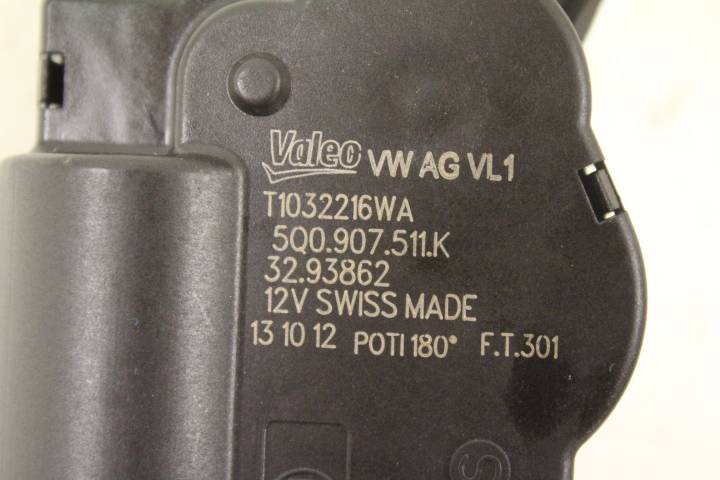 Valeo VW AG VL1
T1032216WA
5Q0.907.511.K
32.93862
12V SWISS MADE
13 10 12 POTI 180° F.T.301